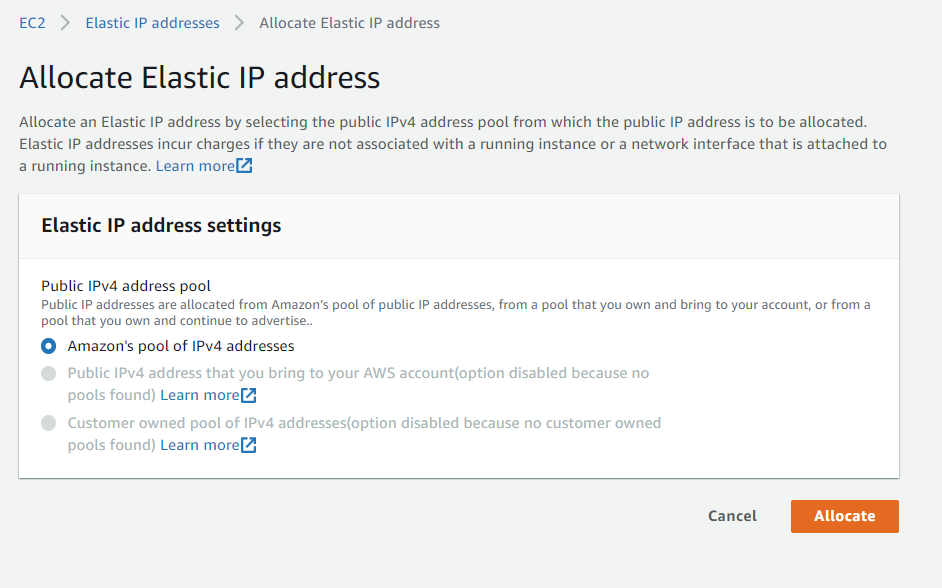 EC2 > Elastic IP addresses > Allocate Elastic IP address
Allocate Elastic IP address
Allocate an Elastic IP address by selecting the public IPv4 address pool from which the public IP address is to be allocated.
Elastic IP addresses incur charges if they are not associated with a running instance or a network interface that is attached to
a running instance. Learn more
Elastic IP address settings
Public IPv4 address pool
Public IP addresses are allocated from Amazon's pool of public IP addresses, from a pool that you own and bring to your account, or from a
pool that you own and continue to advertise..
Amazon's pool of IPv4 addresses
Public IPv4 address that you bring to your AWS account(option disabled because no
pools found) Learn more
Customer owned pool of IPv4 addresses(option disabled because no customer owned
pools found) Learn more
Cancel Allocate